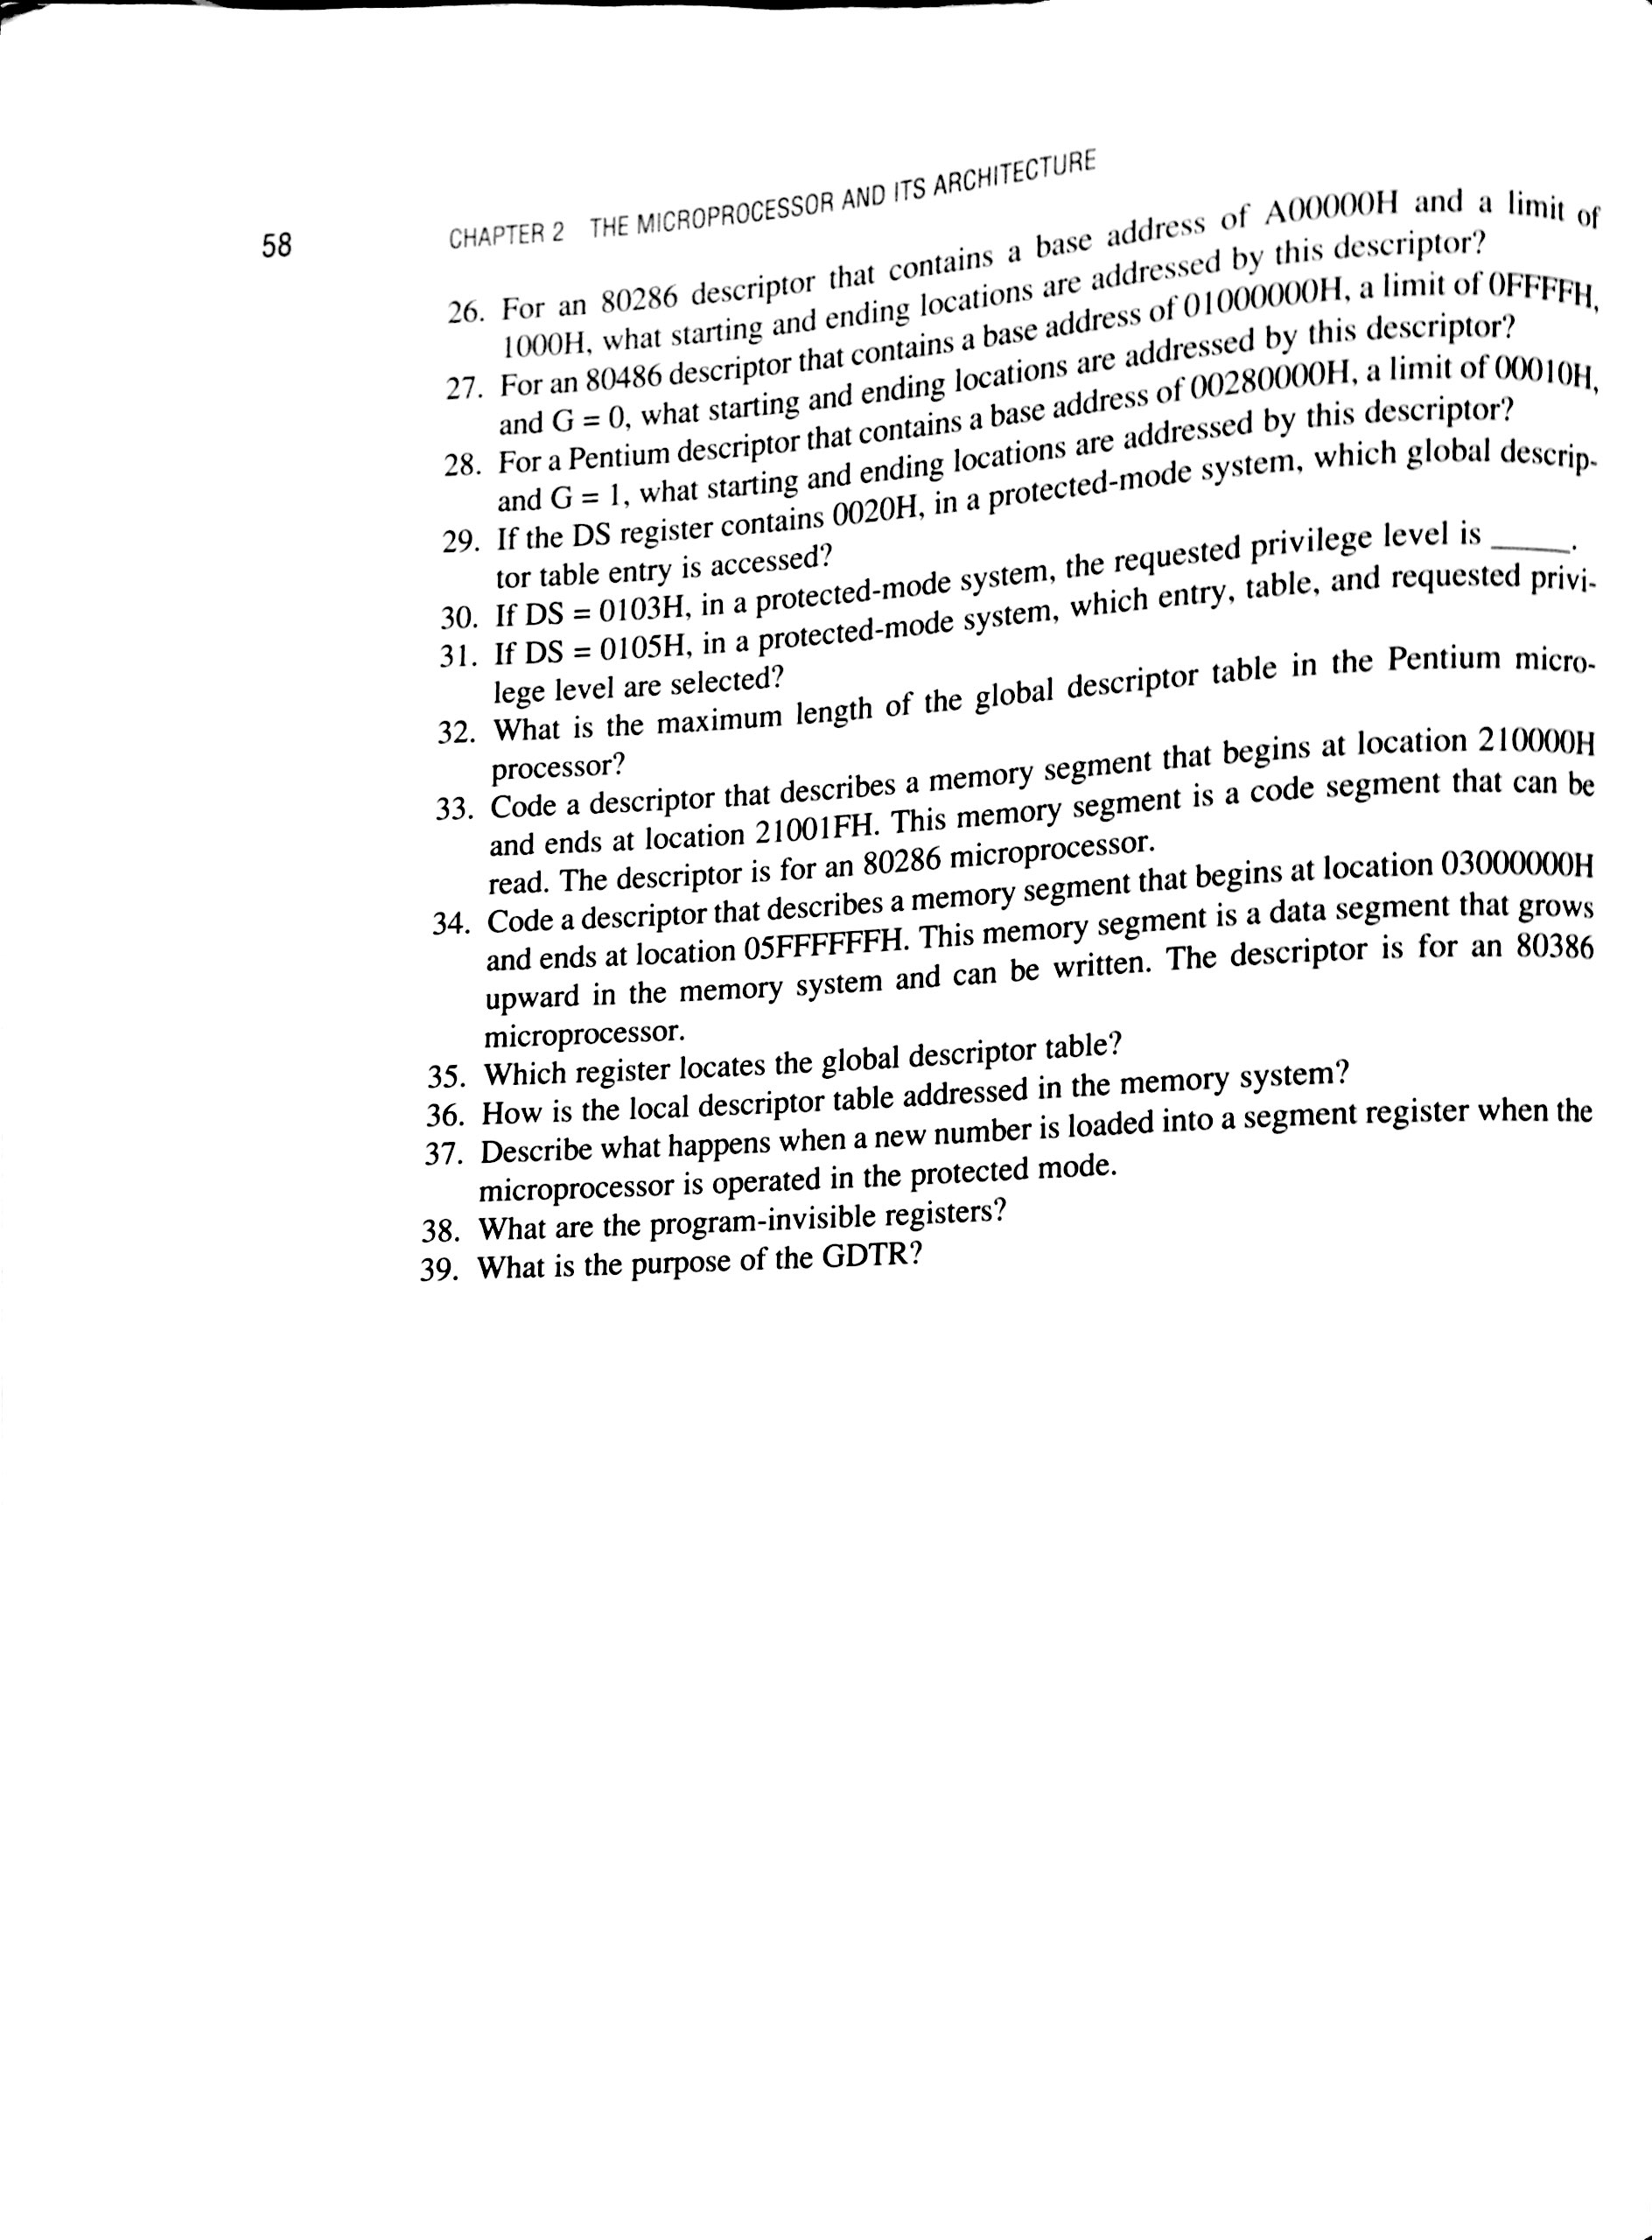 58
CHAPTER 2 THE MICROPROCESSOR AND ITS ARCHITECTURE
26. For an 80286 descriptor that contains a base address of A00000H and a limit of
1000H, what starting and ending locations are addressed by this descriptor?
27. For an 80486 descriptor that contains a base address of 01000000H, a limit of 0FFFFH,
and G = 0, what starting and ending locations are addressed by this descriptor?
28. For a Pentium descriptor that contains a base address of 00280000H, a limit of 00010H,
and G = 1, what starting and ending locations are addressed by this descriptor?
29. If the DS register contains 0020H, in a protected-mode system, which global descrip-
tor table entry is accessed?
30. If DS = 0103H, in a protected-mode system, the requested privilege level is _____.
31. If DS = 0105H, in a protected-mode system, which entry, table, and requested privi-
lege level are selected?
32. What is the maximum length of the global descriptor table in the Pentium micro-
processor?
33. Code a descriptor that describes a memory segment that begins at location 210000H
and ends at location 21001FH. This memory segment is a code segment that can be
read. The descriptor is for an 80286 microprocessor.
34. Code a descriptor that describes a memory segment that begins at location 03000000H
and ends at location 05FFFFFFH. This memory segment is a data segment that grows
upward in the memory system and can be written. The descriptor is for an 80386
microprocessor.
35. Which register locates the global descriptor table?
36. How is the local descriptor table addressed in the memory system?
37. Describe what happens when a new number is loaded into a segment register when the
microprocessor is operated in the protected mode.
38. What are the program-invisible registers?
39. What is the purpose of the GDTR?